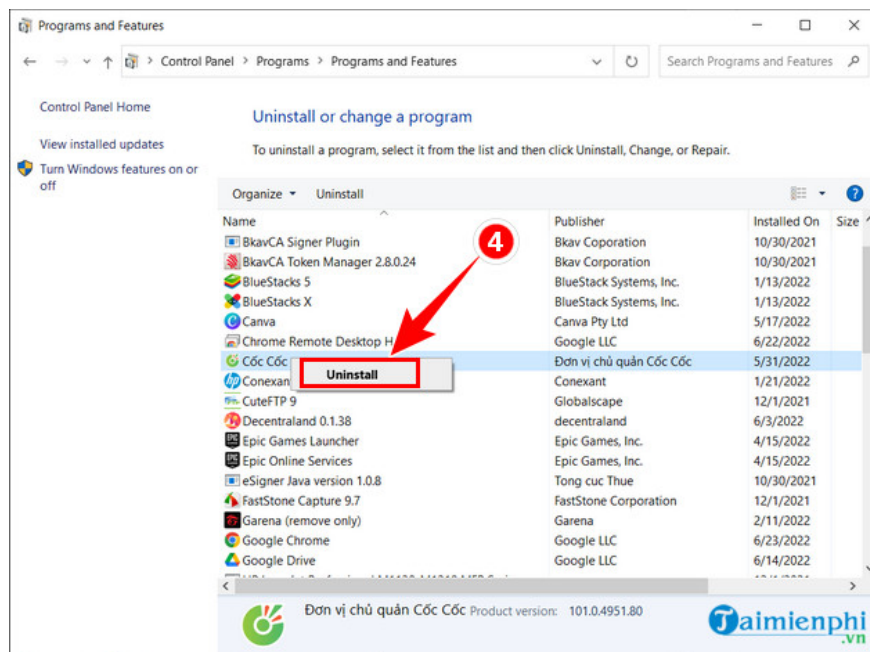 Programs and Features
Control Panel > Programs > Programs and Features
Search Programs and Features
Control Panel Home
View installed updates
Turn Windows features on or
off
Uninstall or change a program
To uninstall a program, select it from the list and then click Uninstall, Change, or Repair.
Organize Uninstall
?
Name Publisher Installed On Size
BkavCA Signer Plugin Bkav Coporation 10/30/2021
4
BkavCA Token Manager 2.8.0.24 Bkav Corporation 10/30/2021
BlueStacks 5 BlueStack Systems, Inc. 1/13/2022
BlueStacks X BlueStack Systems, Inc. 1/13/2022
Canva Canva Pty Ltd 5/17/2022
Chrome Remote Desktop H Google LLC 6/22/2022
Cốc Cốc Đơn vị chủ quản Cốc Cốc 5/31/2022
Uninstall
Conexan Conexant 1/21/2022
CuteFTP 9 Globalscape 12/1/2021
Decentraland 0.1.38 decentraland 6/3/2022
Epic Games Launcher Epic Games, Inc. 4/15/2022
Epic Online Services Epic Games, Inc. 4/15/2022
eSigner Java version 1.0.8 Tong cuc Thue 10/30/2021
FastStone Capture 9.7 FastStone Corporation 12/1/2021
Garena (remove only) Garena 2/11/2022
Google Chrome Google LLC 6/23/2022
Google Drive Google LLC 6/14/2022
Đơn vị chủ quản Cốc Cốc Product version: 101.0.4951.80
Taimienphi
.vn